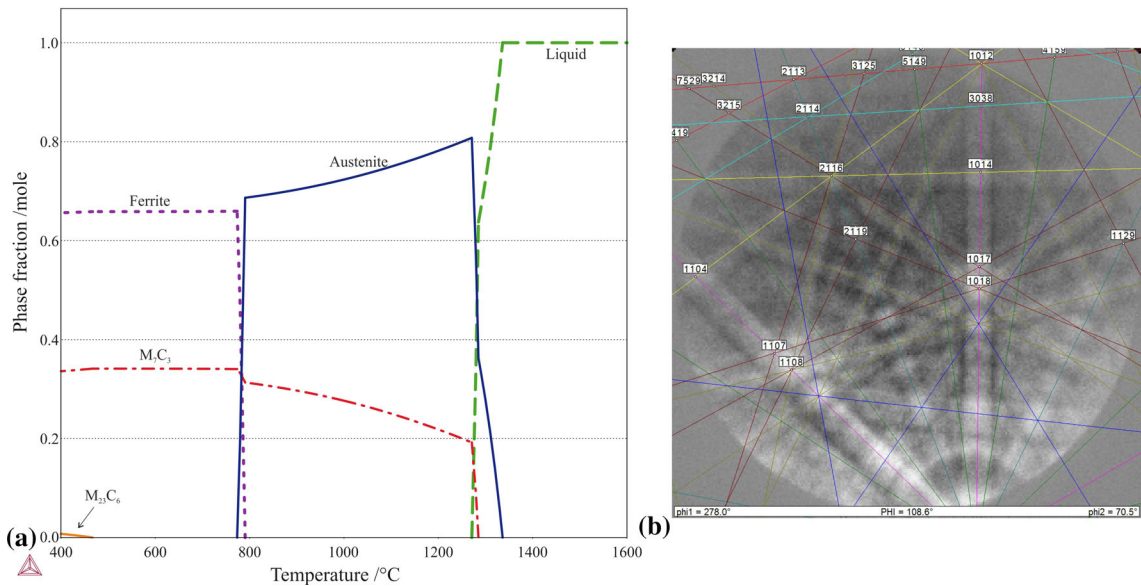 Phase fraction /mole
1.0
0.8
0.6
0.4
0.2
0.0
Liquid
Austenite
Ferrite
M₇C₃
M₂₃C₆
(a)
400 600 800 1000 1200 1400 1600
Temperature /°C
4159
1012
5149
3125
2113
3214
7529
3215
3038
2114
419
2116
1014
2119
1129
1017
1104
1018
1107
1108
phi1 = 278.0° PHI = 108.6° phi2 = 70.5°
(b)